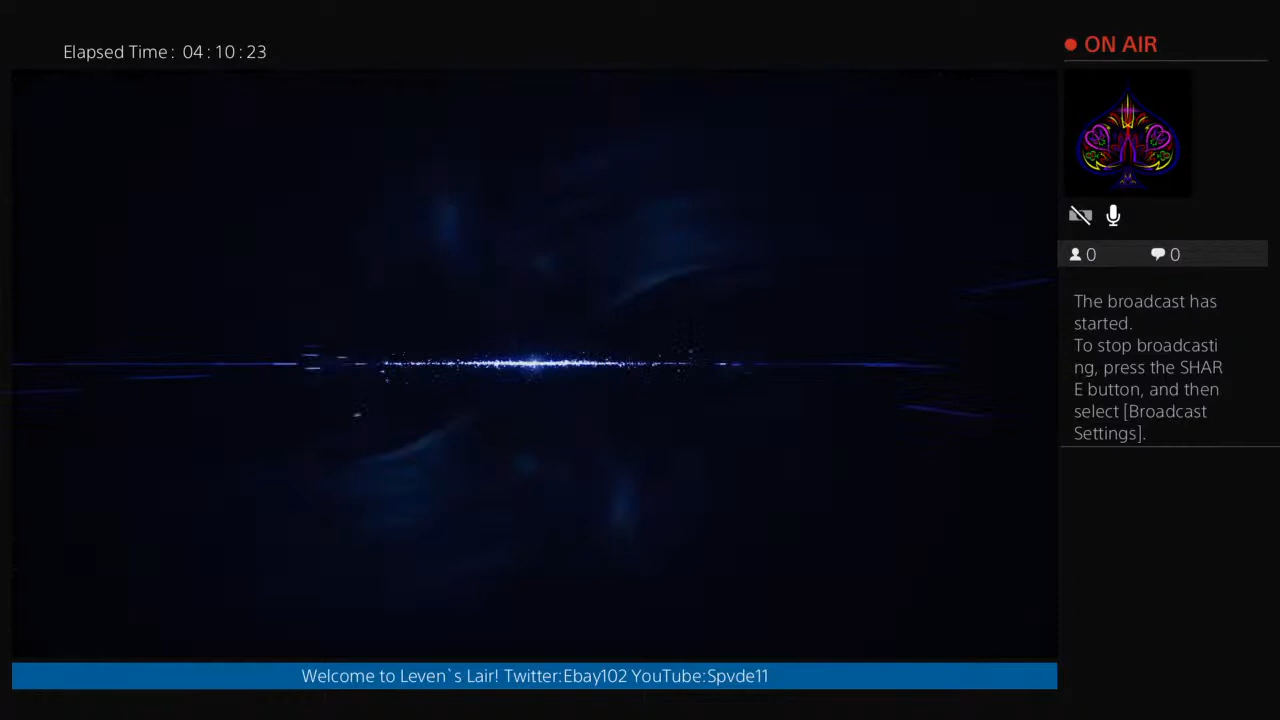 Elapsed Time: 04:10:23
ON AIR
0 0
The broadcast has
started.
To stop broadcasti
ng, press the SHAR
E button, and then
select [Broadcast
Settings].
Welcome to Leven`s Lair! Twitter:Ebay102 YouTube:Spvde11